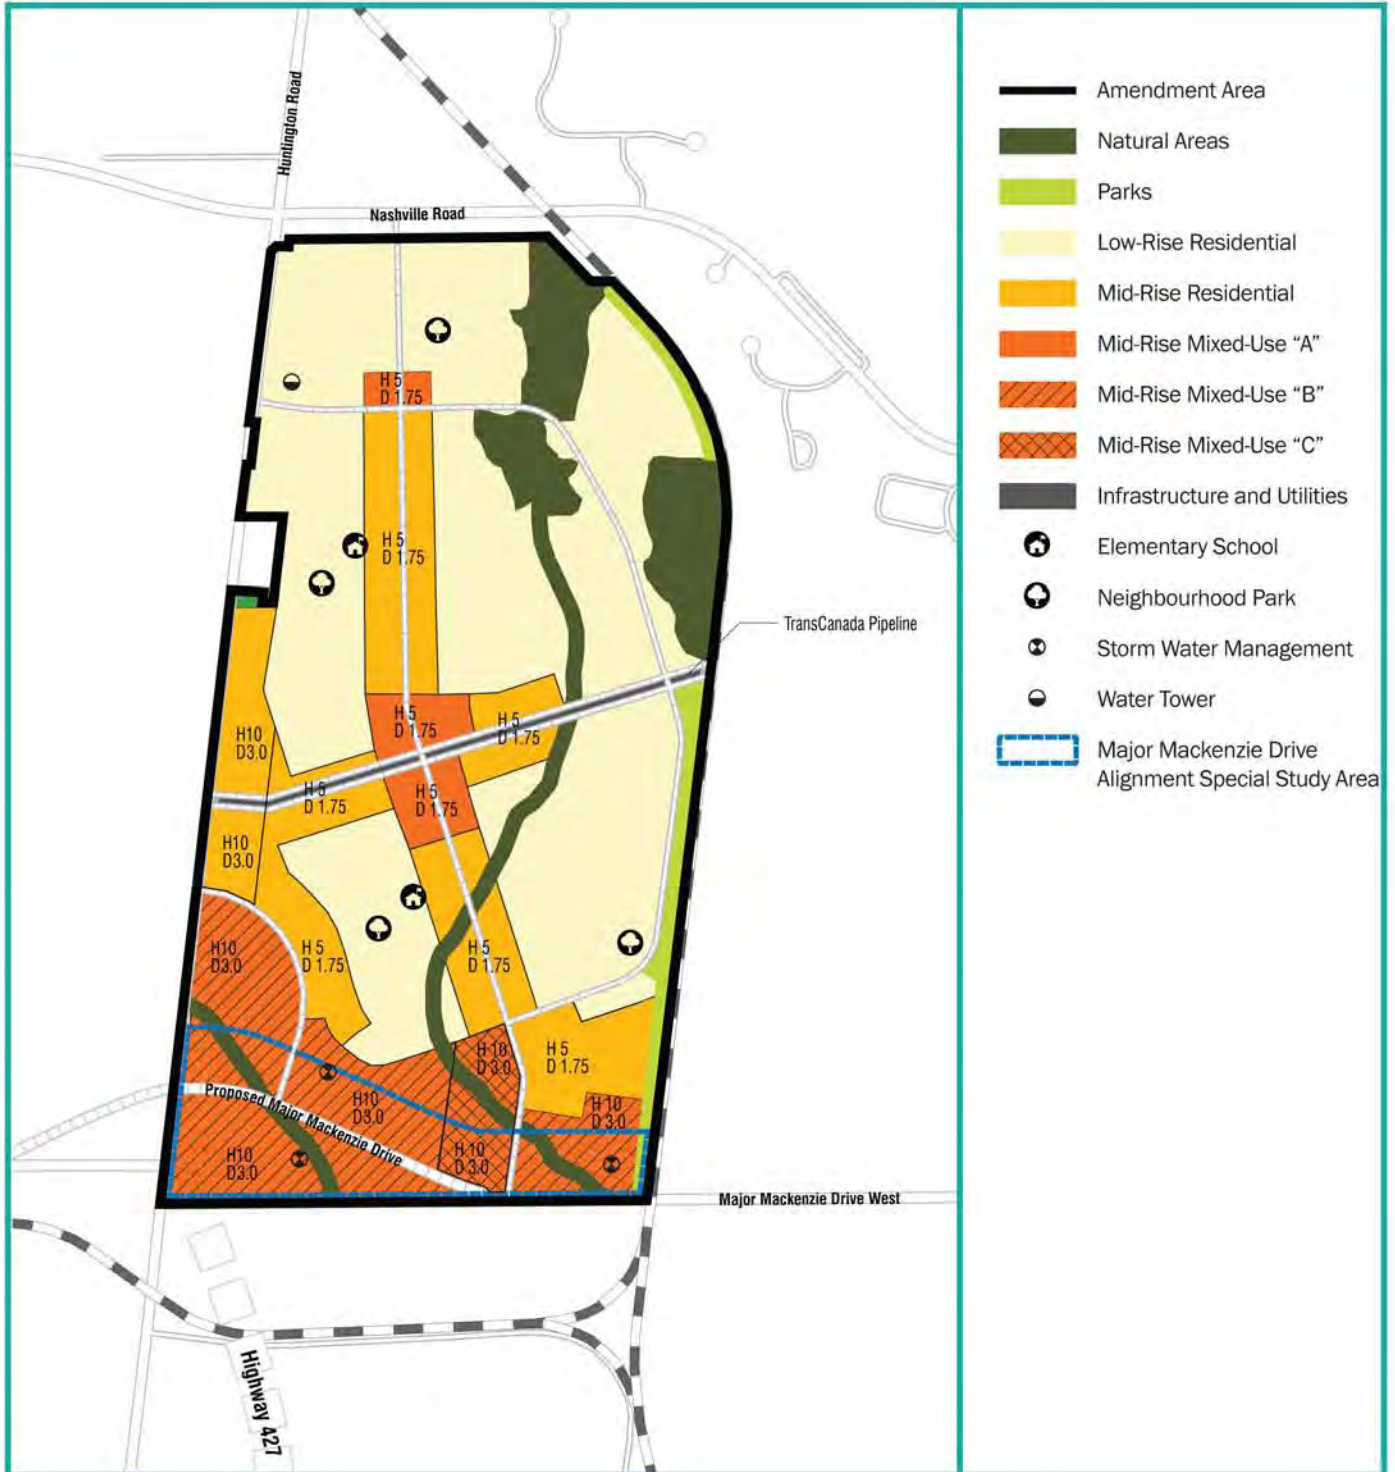 Huntington Road
Nashville Road
H 5
D 1.75
H 5
D 1.75
TransCanada Pipeline
H 5
D 1.75
H 5
D 1.75
H10
D3.0
H 5
D 1.75
H 5
D 1.75
H10
D3.0
H10
D3.0
H 5
D 1.75
H 5
D 1.75
H 10
D 3.0
H 5
D 1.75
Proposed Major Mackenzie Drive
H10
D3.0
H 10
D 3.0
H10
D3.0
H 10
D 3.0
Major Mackenzie Drive West
Highway 427
Amendment Area
Natural Areas
Parks
Low-Rise Residential
Mid-Rise Residential
Mid-Rise Mixed-Use “A”
Mid-Rise Mixed-Use “B”
Mid-Rise Mixed-Use “C”
Infrastructure and Utilities
Elementary School
Neighbourhood Park
Storm Water Management
Water Tower
Major Mackenzie Drive
Alignment Special Study Area